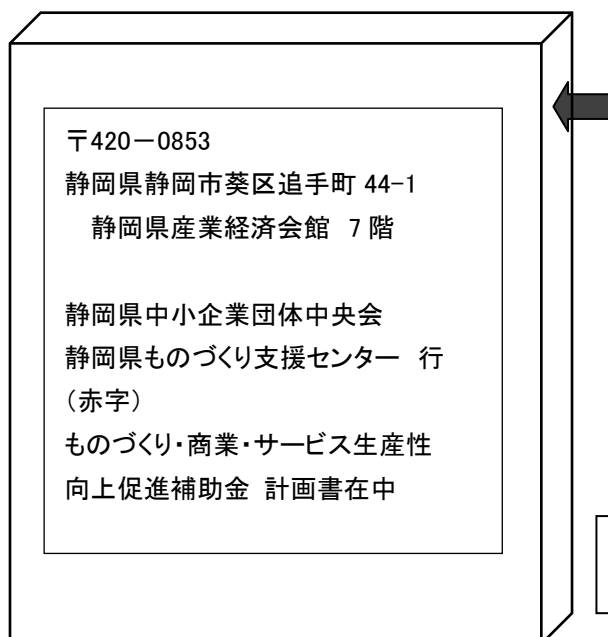 〒420－0853
静岡県静岡市葵区追手町 44-1
静岡県産業経済会館 7 階
静岡県中小企業団体中央会
静岡県ものづくり支援センター 行
(赤字)
ものづくり・商業・サービス生産性
向上促進補助金 計画書在中